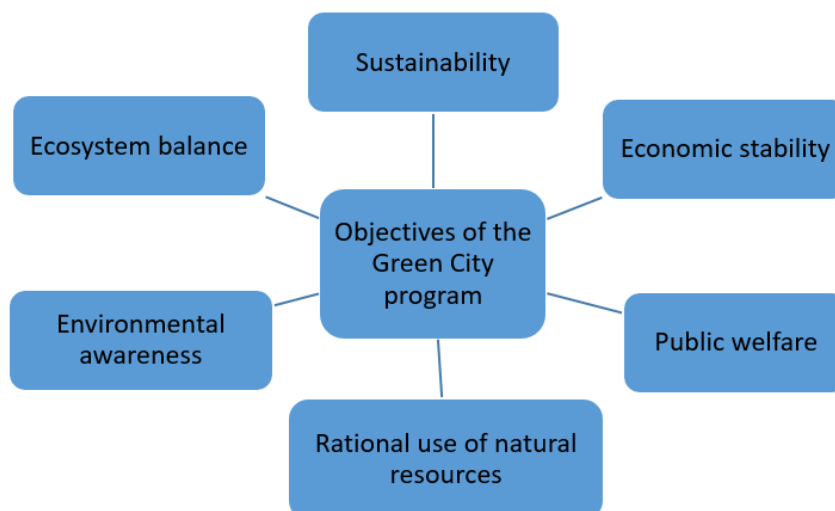 Sustainability
Ecosystem balance
Economic stability
Objectives of the
Green City
program
Environmental
awareness
Public welfare
Rational use of natural
resources